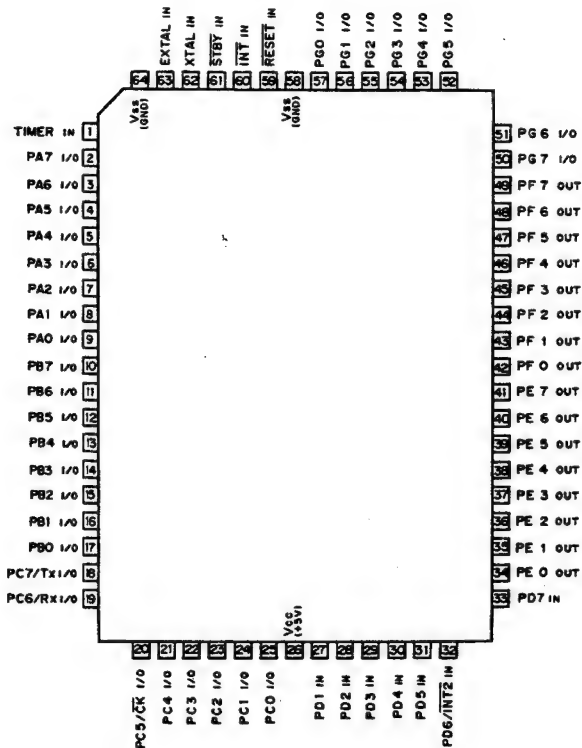 EXTAL IN
XTAL IN
STBY IN
INT IN
RESET IN
PG0 I/O
PG1 I/O
PG2 I/O
PG3 I/O
PG4 I/O
PG5 I/O
64 63 62 61 60 59 58 57 56 55 54 53 52
Vss (GND)
Vss (GND)
TIMER IN 1
PA7 I/O 2
PA6 I/O 3
PA5 I/O 4
PA4 I/O 5
PA3 I/O 6
PA2 I/O 7
PA1 I/O 8
PA0 I/O 9
PB7 I/O 10
PB6 I/O 11
PB5 I/O 12
PB4 I/O 13
PB3 I/O 14
PB2 I/O 15
PB1 I/O 16
PB0 I/O 17
PC7/Tx I/O 18
PC6/Rx I/O 19
51 PG6 I/O
50 PG7 I/O
49 PF7 OUT
48 PF6 OUT
47 PF5 OUT
46 PF4 OUT
45 PF3 OUT
44 PF2 OUT
43 PF1 OUT
42 PF0 OUT
41 PE7 OUT
40 PE6 OUT
39 PE5 OUT
38 PE4 OUT
37 PE3 OUT
36 PE2 OUT
35 PE1 OUT
34 PE0 OUT
33 PD7 IN
Vcc (+5V)
20 21 22 23 24 25 26 27 28 29 30 31 32
PC5/CK I/O
PC4 I/O
PC3 I/O
PC2 I/O
PC1 I/O
PC0 I/O
PD1 IN
PD2 IN
PD3 IN
PD4 IN
PD5 IN
PD6/INT2 IN